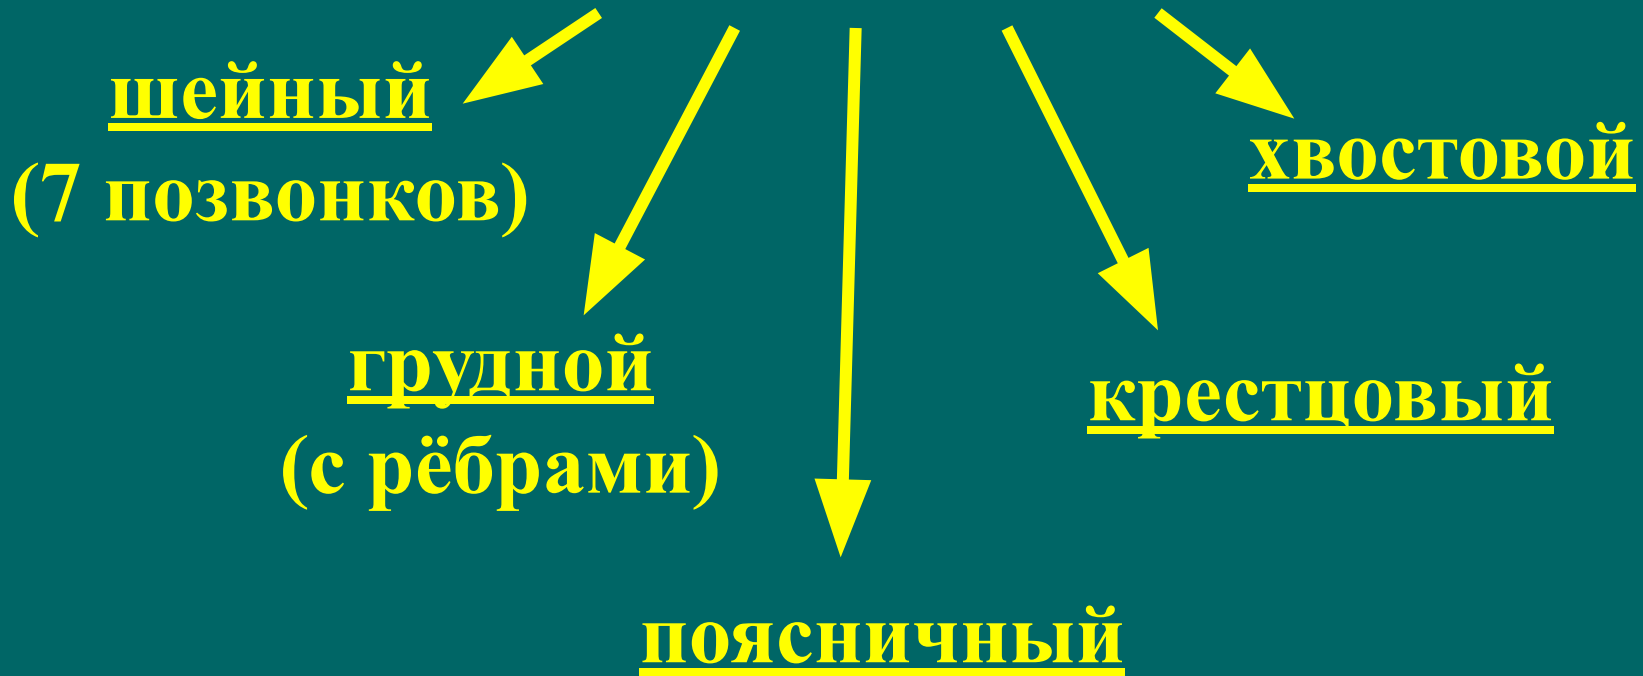 шейный
(7 позвонков)
хвостовой
грудной
(с рёбрами)
крестцовый
поясничный